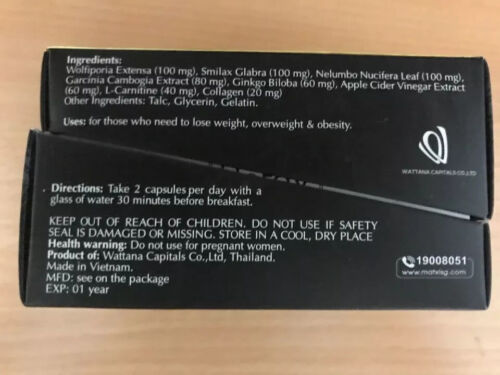 Ingredients:
Wolfiporia Extensa (100 mg), Smilax Glabra (100 mg), Nelumbo Nucifera Leaf (100 mg),
Garcinia Cambogia Extract (80 mg), Ginkgo Biloba (60 mg), Apple Cider Vinegar Extract
(60 mg), L-Carnitine (40 mg), Collagen (20 mg)
Other Ingredients: Talc, Glycerin, Gelatin.
Uses: for those who need to lose weight, overweight & obesity.
WATTANA CAPITALS CO.,LTD
Directions: Take 2 capsules per day with a
glass of water 30 minutes before breakfast.
KEEP OUT OF REACH OF CHILDREN. DO NOT USE IF SAFETY
SEAL IS DAMAGED OR MISSING. STORE IN A COOL, DRY PLACE
Health warning: Do not use for pregnant women.
Product of: Wattana Capitals Co.,Ltd, Thailand.
Made in Vietnam.
MFD: see on the package
EXP: 01 year
19008051